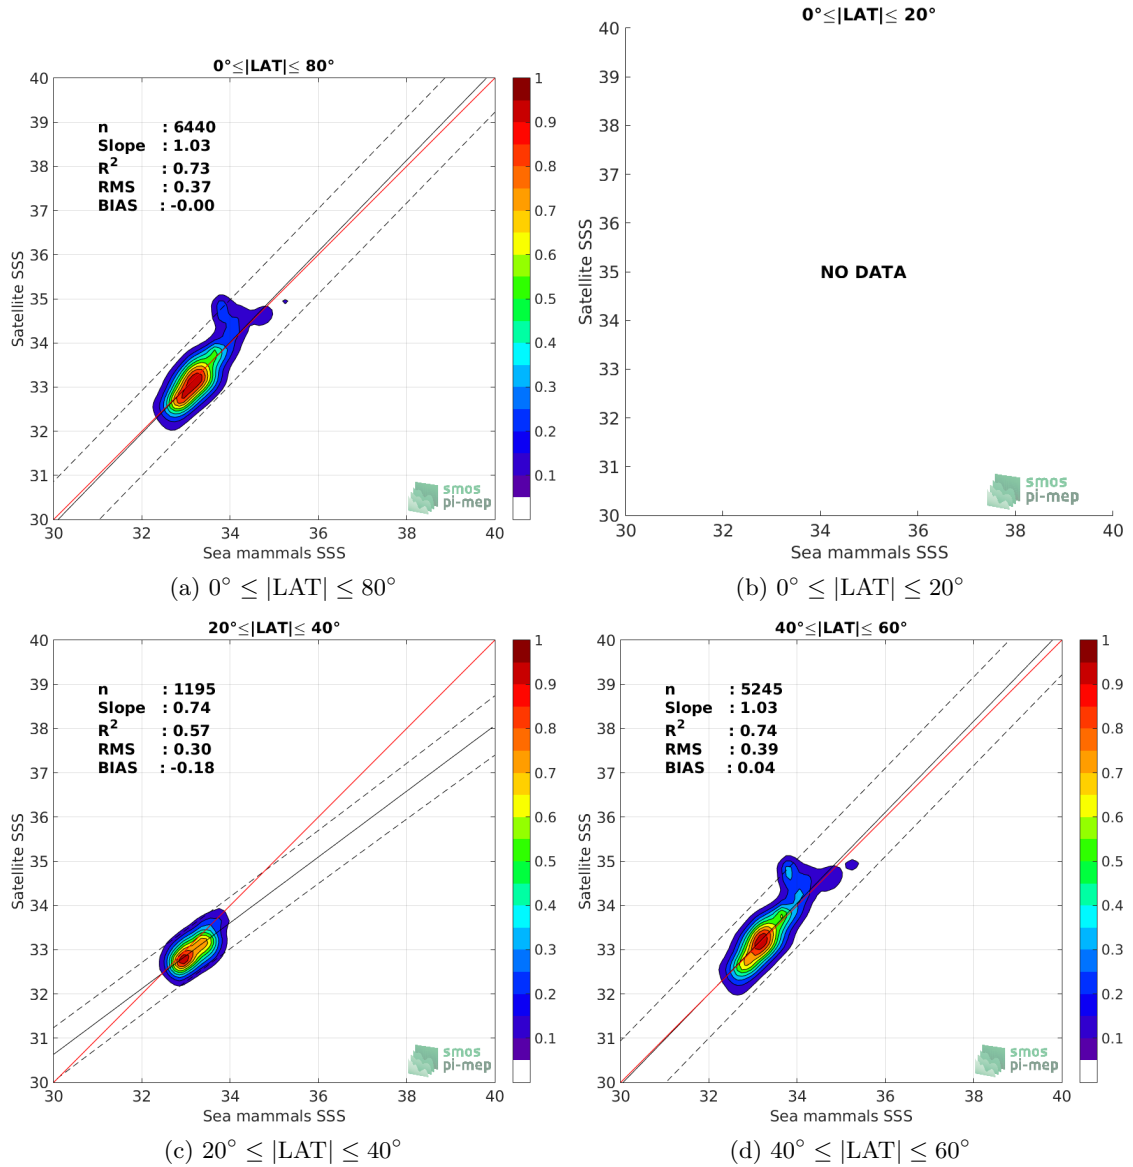 0°≤|LAT|≤ 80°
40
39
38
37
36
35
34
33
32
31
30
Satellite SSS
n : 6440
Slope : 1.03
R2 : 0.73
RMS : 0.37
BIAS : -0.00
smos
pi-mep
30 32 34 36 38 40
Sea mammals SSS
1
0.9
0.8
0.7
0.6
0.5
0.4
0.3
0.2
0.1
(a) 0° ≤ |LAT| ≤ 80°
0°≤|LAT|≤ 20°
40
39
38
37
36
35
34
33
32
31
30
Satellite SSS
NO DATA
smos
pi-mep
30 32 34 36 38 40
Sea mammals SSS
(b) 0° ≤ |LAT| ≤ 20°
20°≤|LAT|≤ 40°
40
39
38
37
36
35
34
33
32
31
30
Satellite SSS
n : 1195
Slope : 0.74
R2 : 0.57
RMS : 0.30
BIAS : -0.18
smos
pi-mep
30 32 34 36 38 40
Sea mammals SSS
1
0.9
0.8
0.7
0.6
0.5
0.4
0.3
0.2
0.1
(c) 20° ≤ |LAT| ≤ 40°
40°≤|LAT|≤ 60°
40
39
38
37
36
35
34
33
32
31
30
Satellite SSS
n : 5245
Slope : 1.03
R2 : 0.74
RMS : 0.39
BIAS : 0.04
smos
pi-mep
30 32 34 36 38 40
Sea mammals SSS
1
0.9
0.8
0.7
0.6
0.5
0.4
0.3
0.2
0.1
(d) 40° ≤ |LAT| ≤ 60°